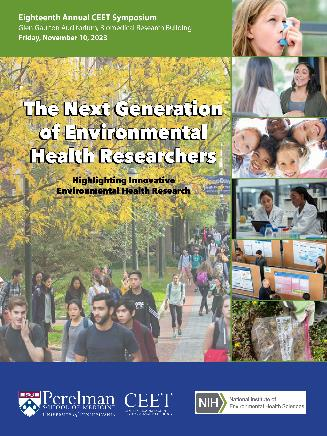 Eighteenth Annual CEET Symposium
Glen Gaulton Auditorium, Biomedical Research Building
Friday, November 10, 2023
The Next Generation
of Environmental
Health Researchers
Highlighting Innovative
Environmental Health Research
Perelman
SCHOOL OF MEDICINE
UNIVERSITY OF PENNSYLVANIA
CEET
NIH
National Institute of
Environmental Health Sciences